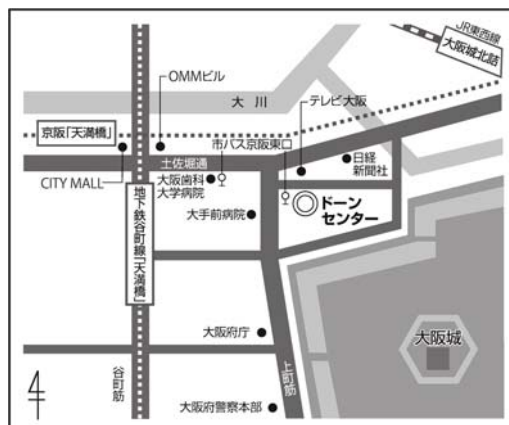 JR東西線
大阪城北詰
OMMビル
大川
テレビ大阪
京阪「天満橋」
市バス京阪東口
日経
新聞社
土佐堀通
CITY MALL
大阪歯科
大学病院
ドーン
センター
地下鉄谷町線「天満橋」
大手前病院
大阪府庁
大阪城
上町筋
谷町筋
大阪府警察本部